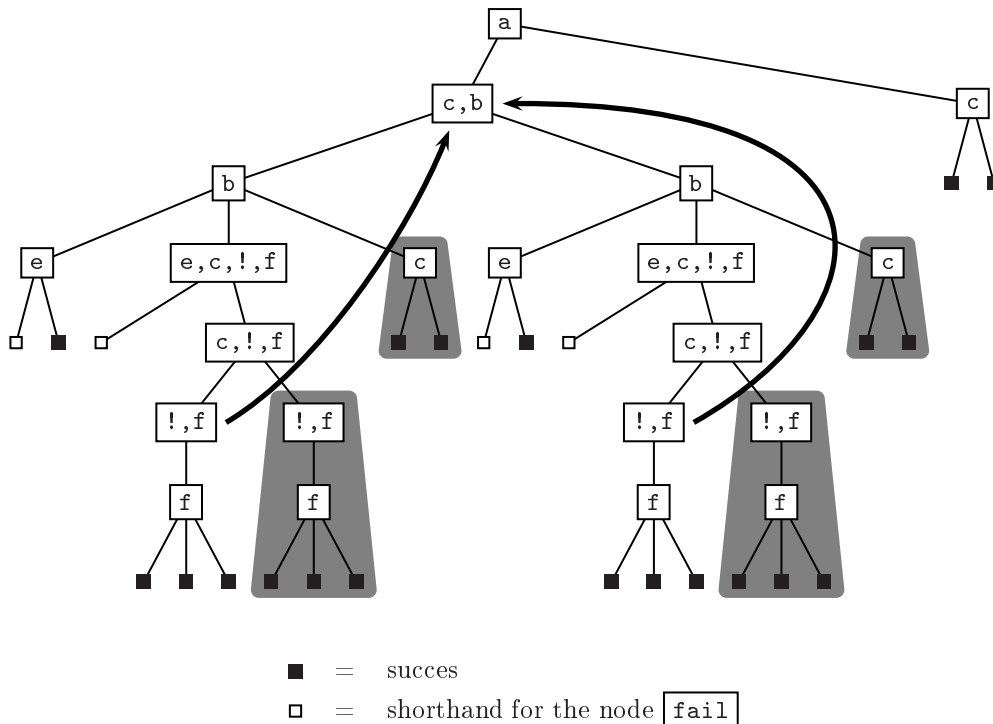 a
c,b
c
b b
e e,c,!,f c e e,c,!,f c
c,!,f c,!,f
!,f !,f !,f !,f
f f f f
= succes
= shorthand for the node fail